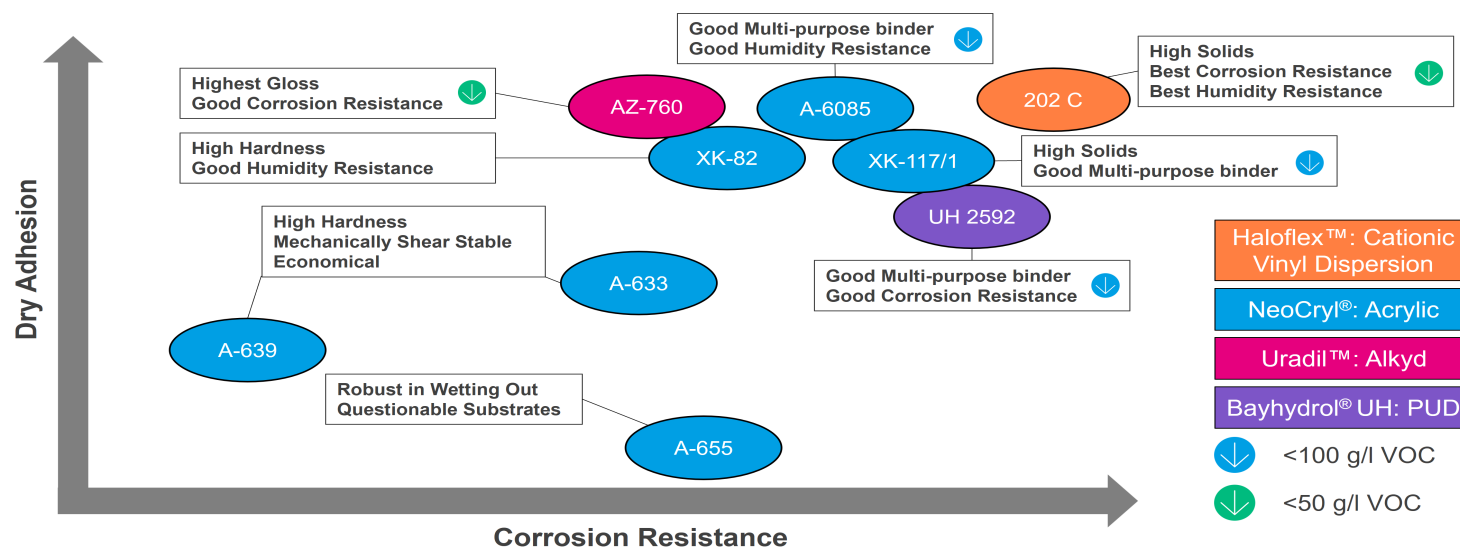 Good Multi-purpose binder
Good Humidity Resistance
High Solids
Best Corrosion Resistance
Best Humidity Resistance
Highest Gloss
Good Corrosion Resistance
AZ-760
A-6085
202 C
High Hardness
Good Humidity Resistance
XK-82
XK-117/1
High Solids
Good Multi-purpose binder
UH 2592
High Hardness
Mechanically Shear Stable
Economical
A-633
Good Multi-purpose binder
Good Corrosion Resistance
A-639
Robust in Wetting Out
Questionable Substrates
A-655
Dry Adhesion
Corrosion Resistance
Haloflex™: Cationic
Vinyl Dispersion
NeoCryl®: Acrylic
Uradil™: Alkyd
Bayhydrol® UH: PUD
<100 g/l VOC
<50 g/l VOC